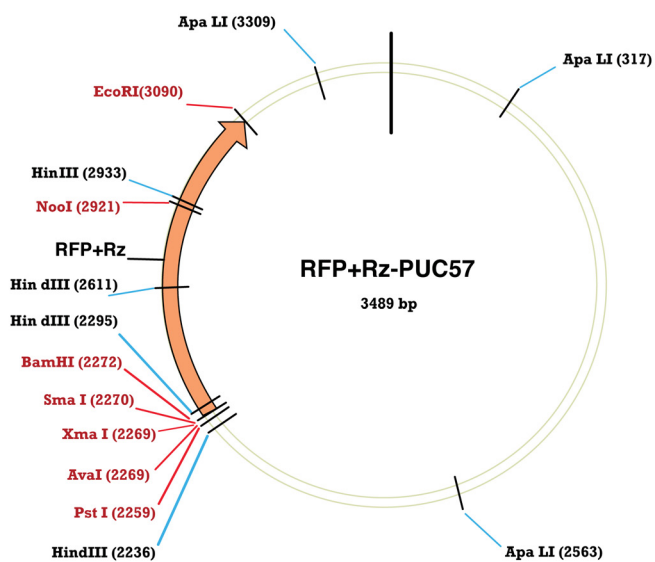 Apa LI (3309)
Apa LI (317)
EcoRI(3090)
HinIII (2933)
NooI (2921)
RFP+Rz
RFP+Rz-PUC57
3489 bp
Hin dIII (2611)
Hin dIII (2295)
BamHI (2272)
Sma I (2270)
Xma I (2269)
AvaI (2269)
Pst I (2259)
HindIII (2236)
Apa LI (2563)